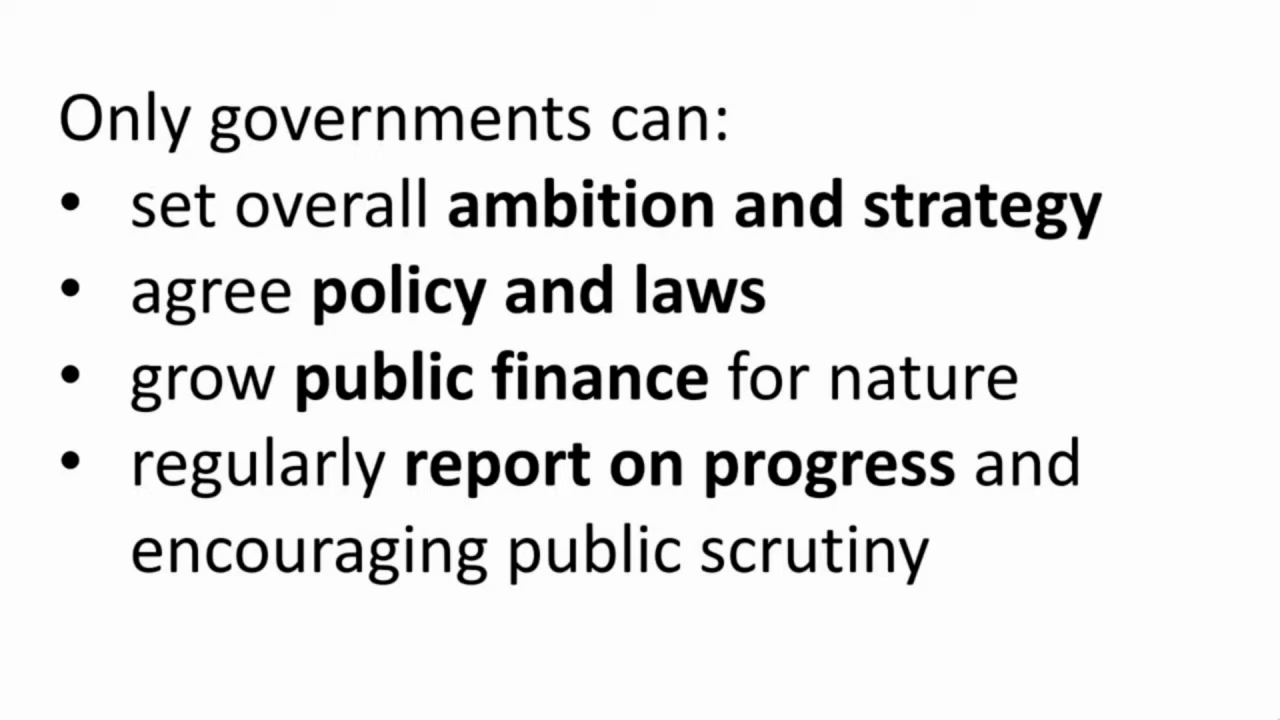 Only governments can:
• set overall ambition and strategy
• agree policy and laws
• grow public finance for nature
• regularly report on progress and
encouraging public scrutiny